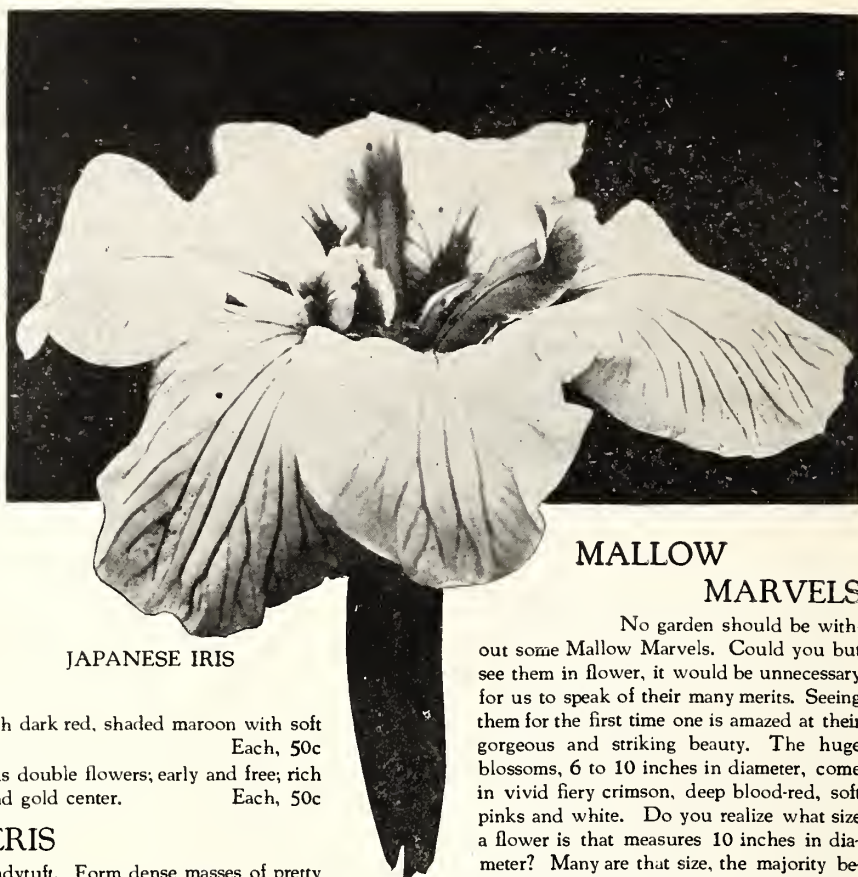 JAPANESE IRIS
h dark red, shaded maroon with soft
Each, 50c
s double flowers; early and free; rich
d gold center. Each, 50c
ERIS
dytuft. Form dense masses of pretty
MALLOW
MARVELS
No garden should be with-
out some Mallow Marvels. Could you but
see them in flower, it would be unnecessary
for us to speak of their many merits. Seeing
them for the first time one is amazed at their
gorgeous and striking beauty. The huge
blossoms, 6 to 10 inches in diameter, come
in vivid fiery crimson, deep blood-red, soft
pinks and white. Do you realize what size
a flower is that measures 10 inches in dia-
meter? Many are that size, the majority be-